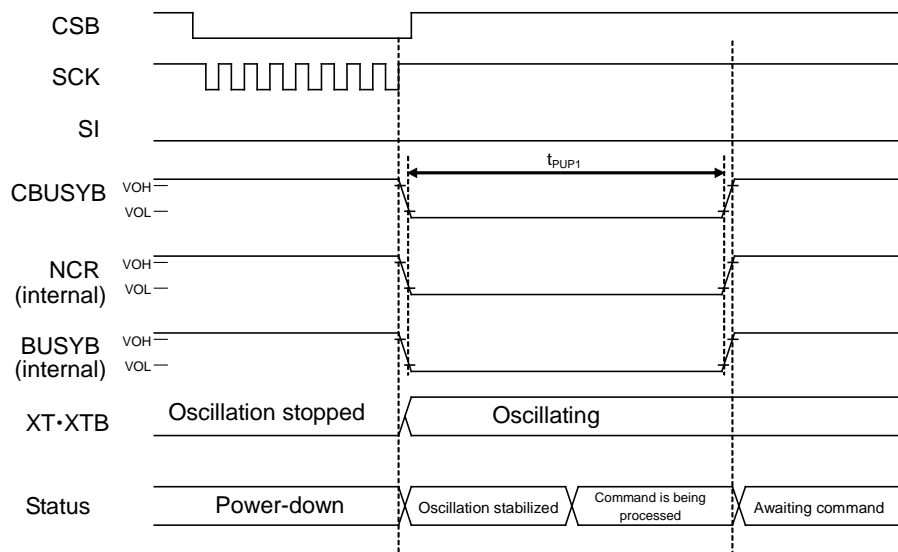 CSB
SCK
SI
tPUP1
CBUSYB
VOH
VOL
NCR
(internal)
VOH
VOL
BUSYB
(internal)
VOH
VOL
XT・XTB
Oscillation stopped
Oscillating
Status
Power-down
Oscillation stabilized
Command is being
processed
Awaiting command